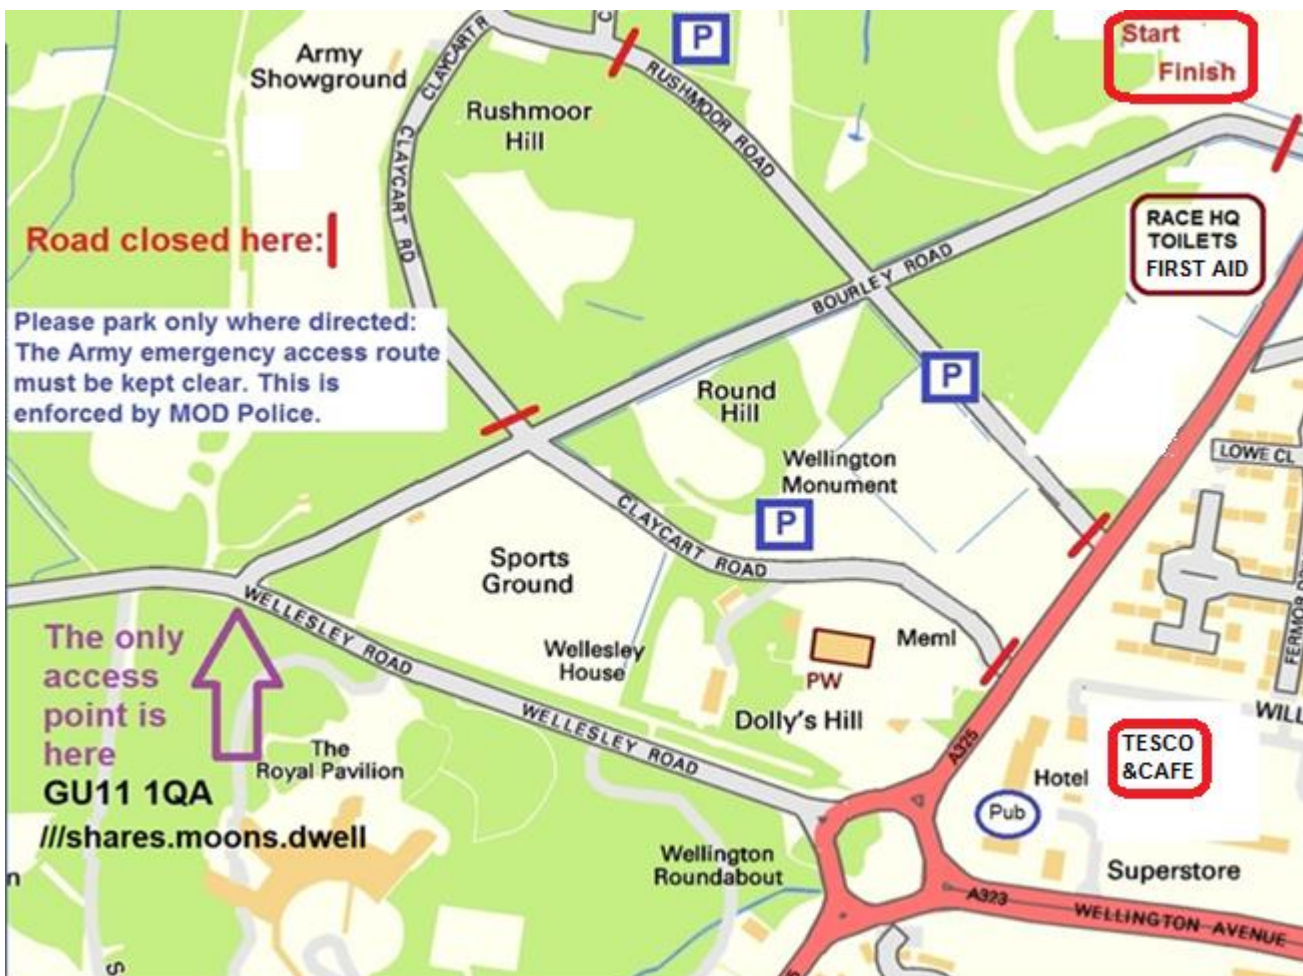 Army
Showground
CLAYCART R
C
P
RUSHMOOR ROAD
Start
Finish
Rushmoor
Hill
CLAYCART RD
Road closed here:
RACE HQ
TOILETS
FIRST AID
BOURLEY ROAD
Please park only where directed:
The Army emergency access route
must be kept clear. This is
enforced by MOD Police.
P
Round
Hill
LOWE CL
Wellington
Monument
P
CLAYCART ROAD
Sports
Ground
WELLESLEY ROAD
FERMOR
The only
access
point is
here
GU11 1QA
///shares.moons.dwell
Wellesley
House
Meml
PW
Dolly's Hill
WELLESLEY ROAD
WILL
The
Royal Pavilion
A325
TESCO
&CAFE
Hotel
Pub
Wellington
Roundabout
Superstore
n
A323
WELLINGTON AVENUE
S